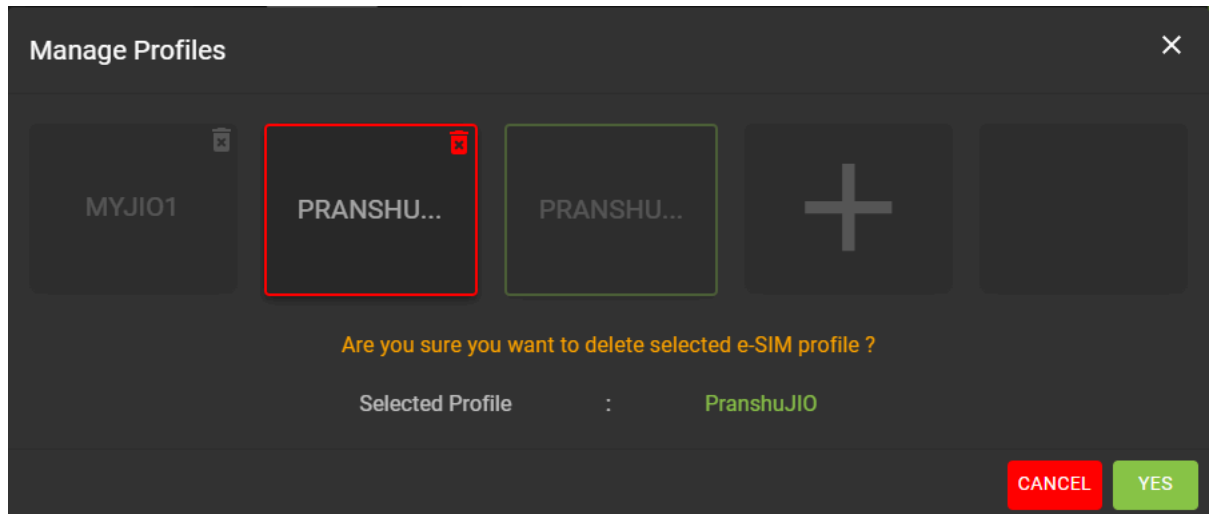 Manage Profiles
MYJIO1
PRANSHU...
PRANSHU...
Are you sure you want to delete selected e-SIM profile ?
Selected Profile : PranshuJIO
CANCEL YES